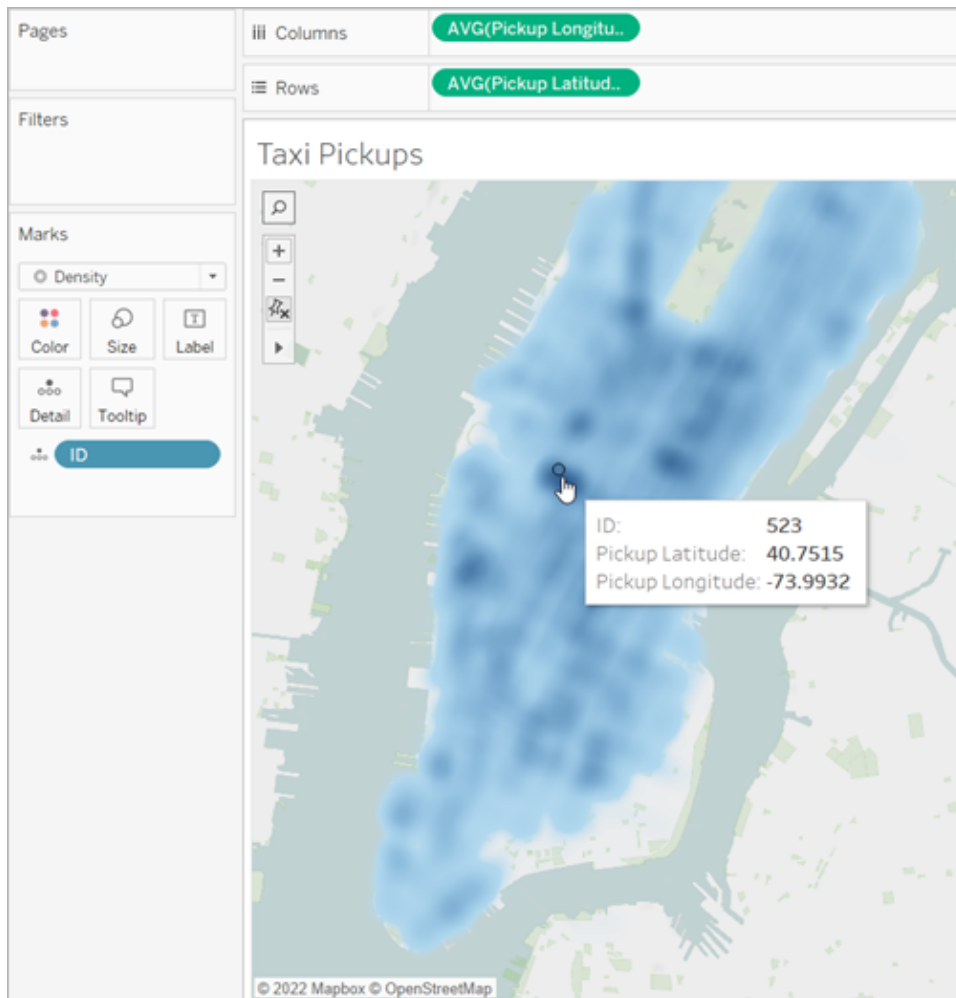 Pages
Columns
AVG(Pickup Longitu..
Rows
AVG(Pickup Latitud..
Filters
Taxi Pickups
Marks
Density
Color
Size
Label
Detail
Tooltip
ID
ID: 523
Pickup Latitude: 40.7515
Pickup Longitude: -73.9932
© 2022 Mapbox © OpenStreetMap